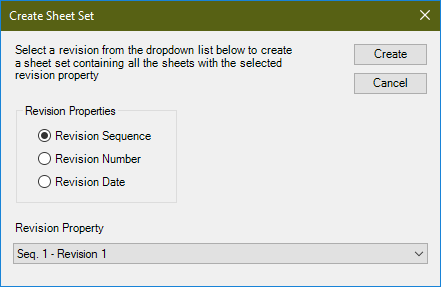 Create Sheet Set
Select a revision from the dropdown list below to create
a sheet set containing all the sheets with the selected
revision property
Create
Cancel
Revision Properties
Revision Sequence
Revision Number
Revision Date
Revision Property
Seq. 1 - Revision 1